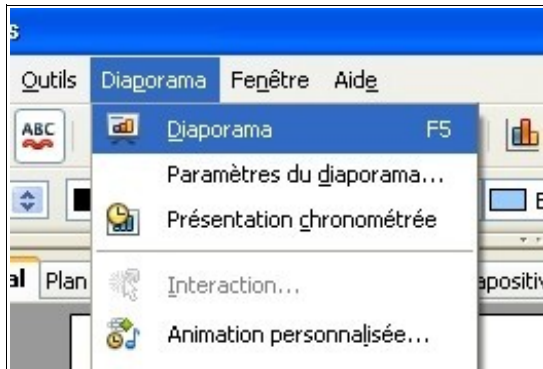 s
Outils Diaporama Fenêtre Aide
ABC
Diaporama F5
Paramètres du diaporama...
E
Présentation chronométrée
al Plan
apositiv
Interaction...
Animation personnalisée...